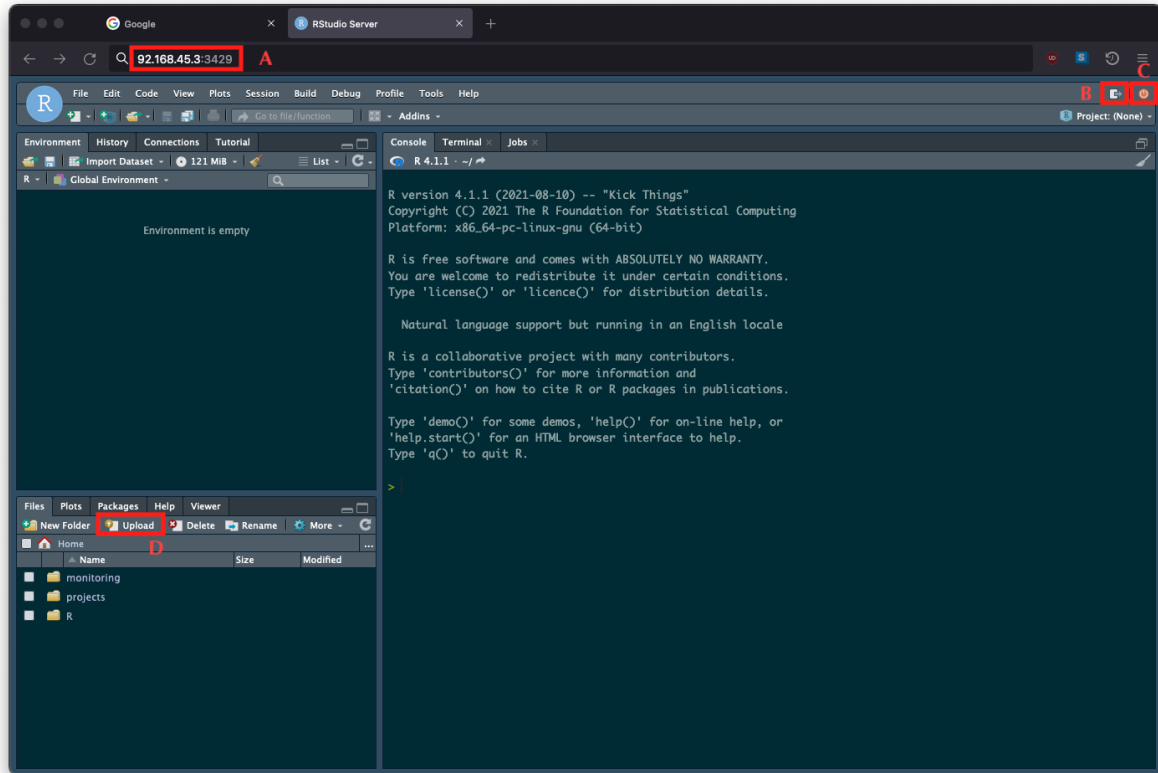 Google × RStudio Server × +
92.168.45.3:3429 A
C
R File Edit Code View Plots Session Build Debug Profile Tools Help B
Go to file/function Addins Project: (None)
Environment History Connections Tutorial
Import Dataset 121 MiB List
R Global Environment
Environment is empty
Console Terminal × Jobs ×
R 4.1.1 · ~/
R version 4.1.1 (2021-08-10) -- "Kick Things"
Copyright (C) 2021 The R Foundation for Statistical Computing
Platform: x86_64-pc-linux-gnu (64-bit)
R is free software and comes with ABSOLUTELY NO WARRANTY.
You are welcome to redistribute it under certain conditions.
Type 'license()' or 'licence()' for distribution details.
Natural language support but running in an English locale
R is a collaborative project with many contributors.
Type 'contributors()' for more information and
'citation()' on how to cite R or R packages in publications.
Type 'demo()' for some demos, 'help()' for on-line help, or
'help.start()' for an HTML browser interface to help.
Type 'q()' to quit R.
>
Files Plots Packages Help Viewer
New Folder Upload Delete Rename More
Home ...
D
Name Size Modified
monitoring
projects
R